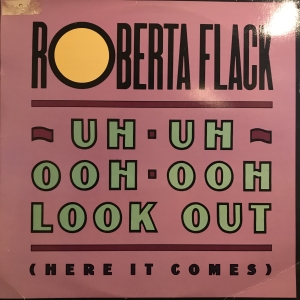 ROBERTA FLACK
UH·UH
OOH·OOH
LOOK OUT
(HERE IT COMES)